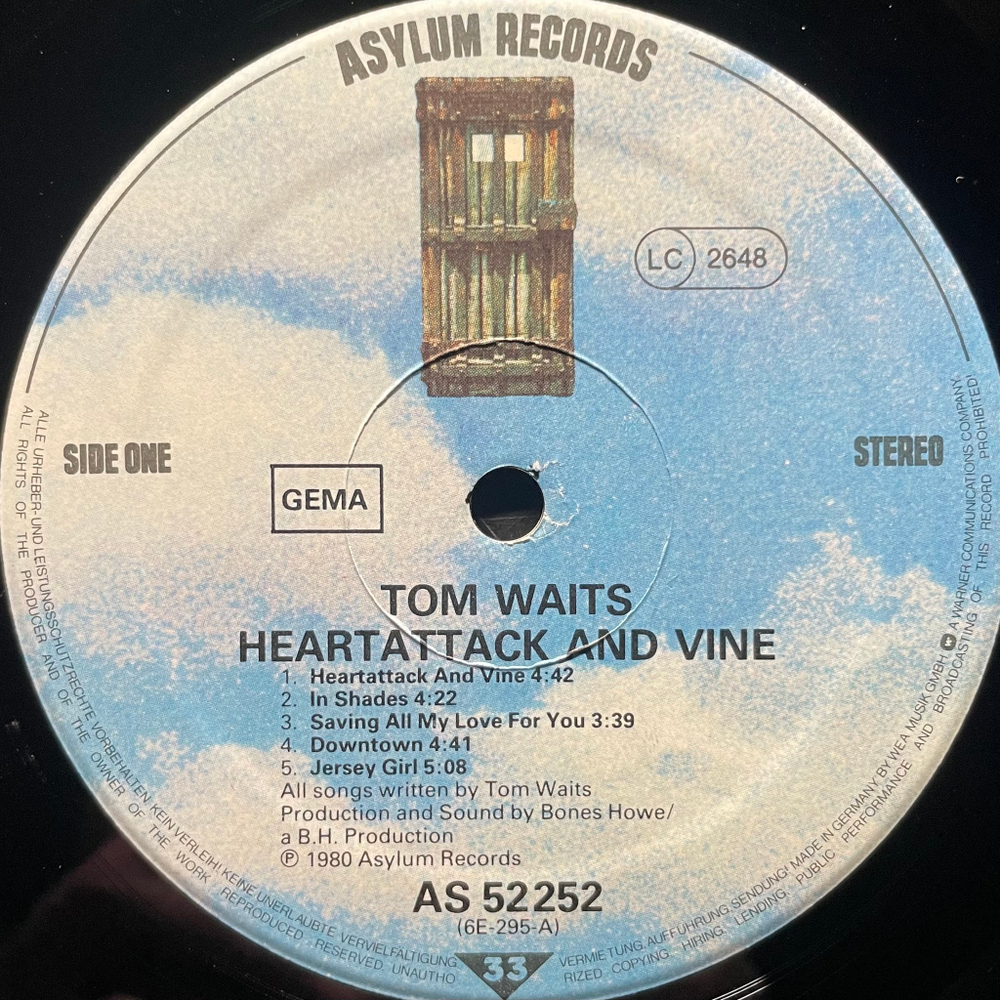 ASYLUM RECORDS
LC 2648
SIDE ONE
STEREO
GEMA
TOM WAITS
HEARTATTACK AND VINE
1. Heartattack And Vine 4:42
2. In Shades 4:22
3. Saving All My Love For You 3:39
4. Downtown 4:41
5. Jersey Girl 5:08
All songs written by Tom Waits
Production and Sound by Bones Howe/
a B.H. Production
℗ 1980 Asylum Records
AS 52252
(6E-295-A)
33
ALLE URHEBER- UND LEISTUNGSSCHUTZRECHTE VORBEHALTEN. KEIN VERLEIH! KEINE UNERLAUBTE VERVIELFÄLTIGUNG VERMIETUNG. AUFFÜHRUNG. SENDUNG! MADE IN GERMANY BY WEA MUSIK GMBH A WARNER COMMUNICATIONS COMPANY.
ALL RIGHTS OF THE PRODUCER AND OF THE OWNER OF THE WORK REPRODUCED RESERVED UNAUTHORIZED COPYING. HIRING. LENDING. PUBLIC PERFORMANCE AND BROADCASTING OF THIS RECORD PROHIBITED!